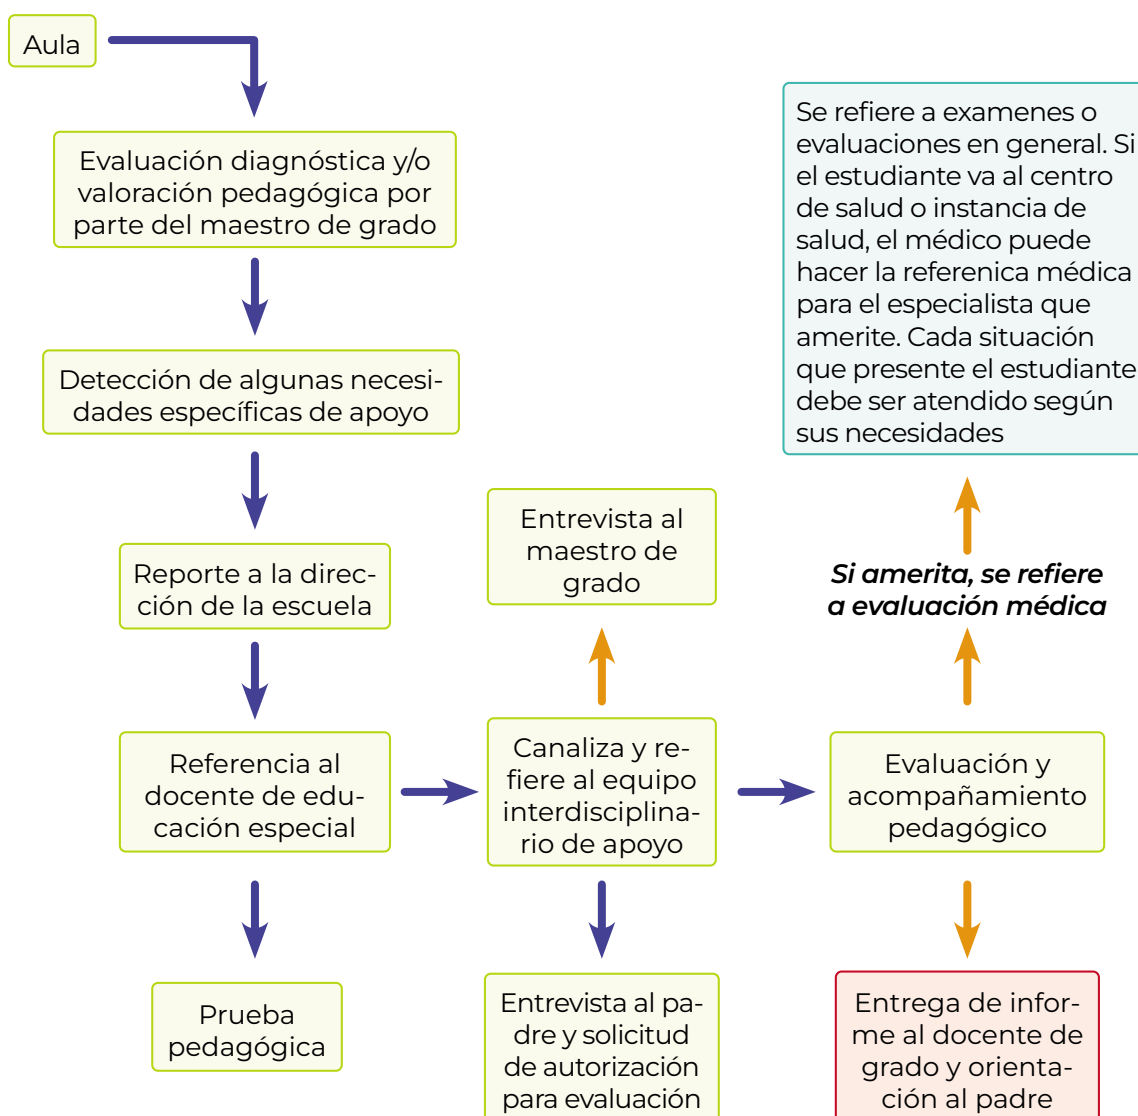 Aula
Evaluación diagnóstica y/o
valoración pedagógica por
parte del maestro de grado
Detección de algunas necesi-
dades específicas de apoyo
Reporte a la direc-
ción de la escuela
Referencia al
docente de edu-
cación especial
Prueba
pedagógica
Entrevista al
maestro de
grado
Canaliza y re-
fiere al equipo
interdisciplina-
rio de apoyo
Entrevista al pa-
dre y solicitud
de autorización
para evaluación
Se refiere a examenes o
evaluaciones en general. Si
el estudiante va al centro
de salud o instancia de
salud, el médico puede
hacer la referenica médica
para el especialista que
amerite. Cada situación
que presente el estudiante
debe ser atendido según
sus necesidades
Si amerita, se refiere
a evaluación médica
Evaluación y
acompañamiento
pedagógico
Entrega de infor-
me al docente de
grado y orienta-
ción al padre